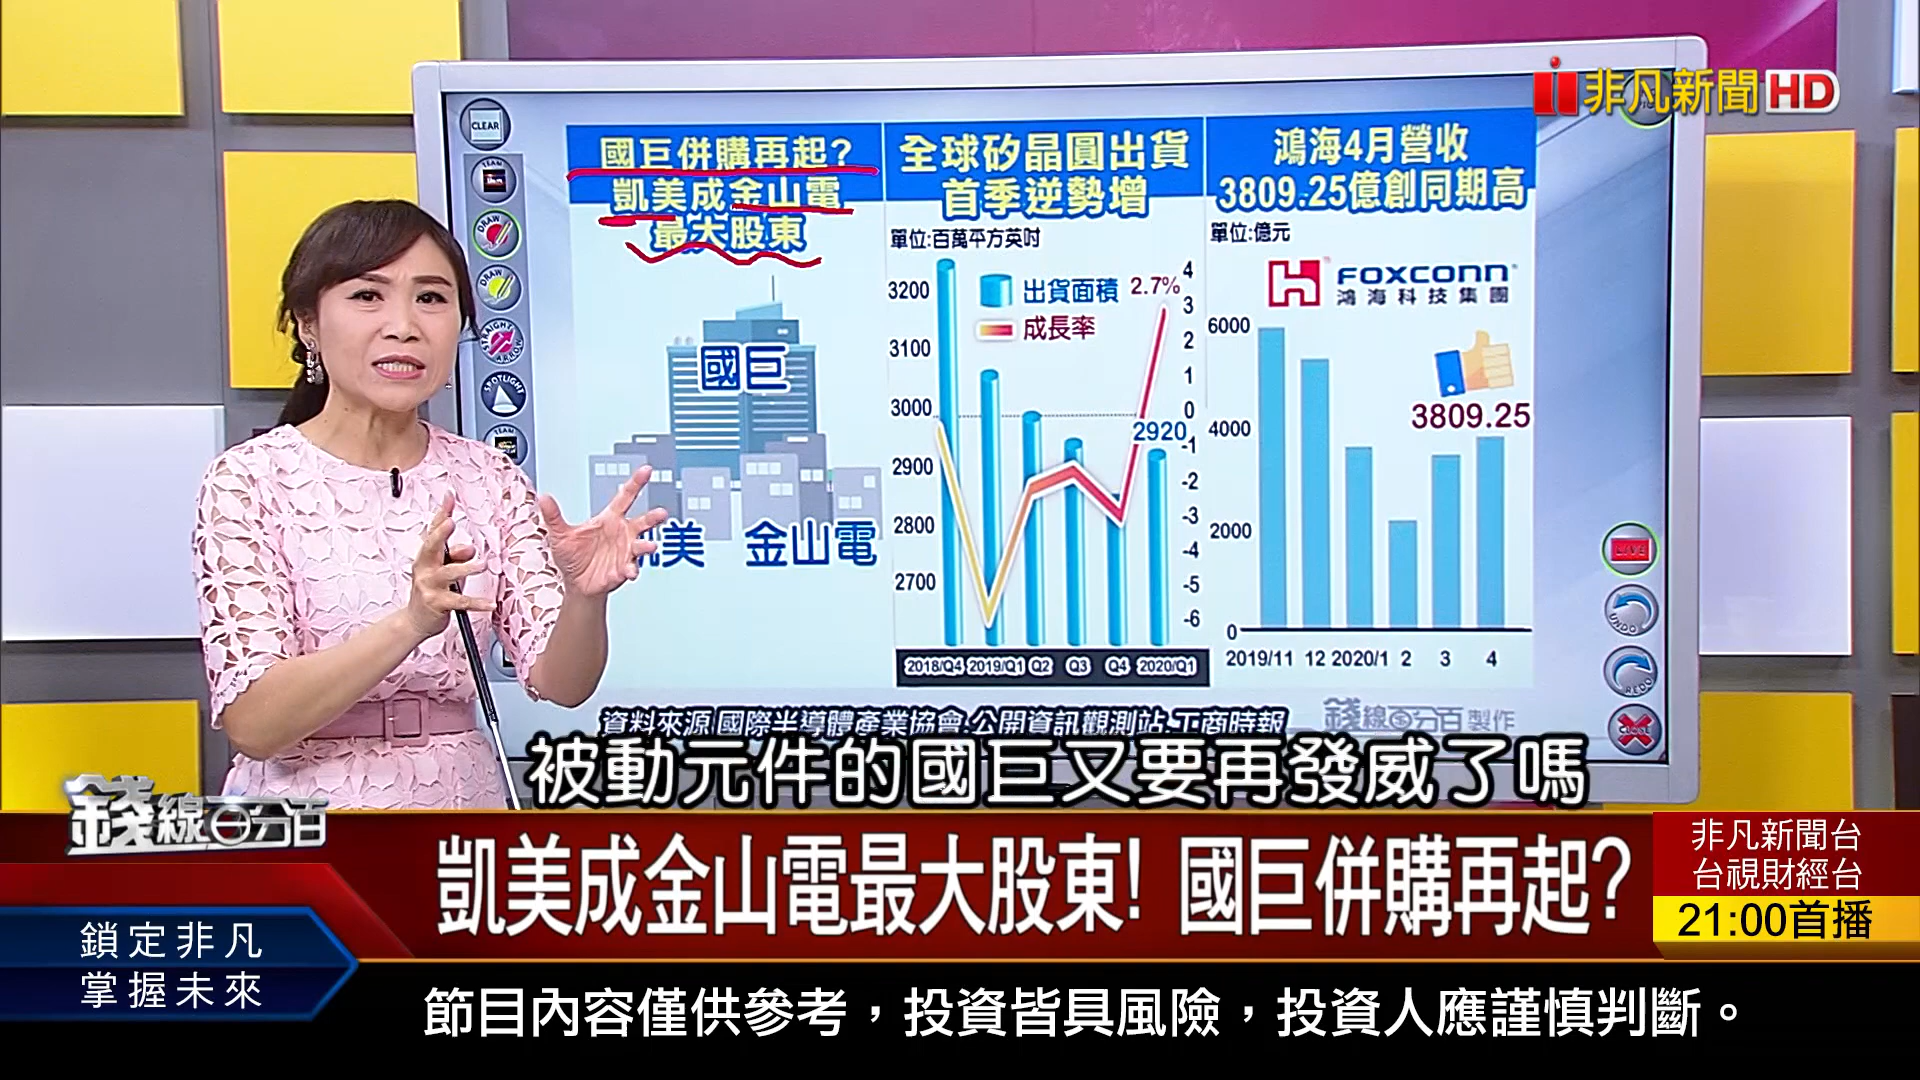 非凡新聞HD
CLEAR
TEAM
DRAW
DRAW
STRAIGHT ARROW
SPOTLIGHT
TEAM
國巨併購再起?
凱美成金山電
最大股東
國巨
凱美 金山電
全球矽晶圓出貨
首季逆勢增
單位:百萬平方英吋
出貨面積
成長率
2.7%
2920
3200
3100
3000
2900
2800
2700
4
3
2
1
0
-1
-2
-3
-4
-5
-6
2018/Q4 2019/Q1 Q2 Q3 Q4 2020/Q1
鴻海4月營收
3809.25億創同期高
單位:億元
FOXCONN
鴻海科技集團
3809.25
6000
4000
2000
0
2019/11 12 2020/1 2 3 4
LIVE
UNDO
REDO
CLOSE
資料來源:國際半導體產業協會.公開資訊觀測站.工商時報
錢線百分百 製作
被動元件的國巨又要再發威了嗎
錢線百分百
凱美成金山電最大股東! 國巨併購再起?
非凡新聞台
台視財經台
21:00首播
鎖定非凡
掌握未來
節目內容僅供參考，投資皆具風險，投資人應謹慎判斷。